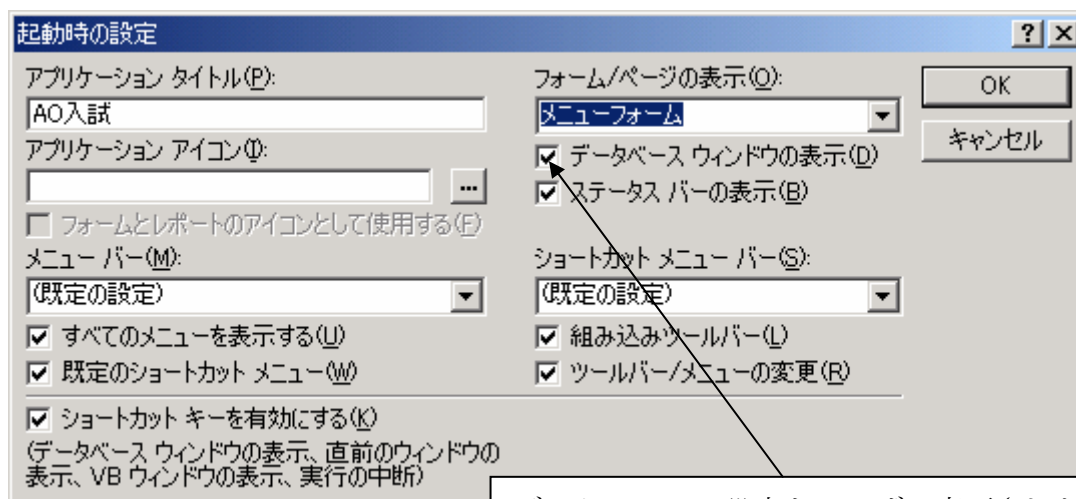 起動時の設定
アプリケーション タイトル(P):
AO入試
アプリケーション アイコン(I):
...
フォームとレポートのアイコンとして使用する(F)
メニュー バー(M):
(既定の設定)
すべてのメニューを表示する(U)
既定のショートカット メニュー(W)
フォーム/ページの表示(O):
メニューフォーム
データベース ウィンドウの表示(D)
ステータス バーの表示(B)
ショートカット メニュー バー(S):
(既定の設定)
組み込みツールバー(L)
ツールバー/メニューの変更(R)
OK
キャンセル
ショートカット キーを有効にする(K)
(データベース ウィンドウの表示、直前のウィンドウの
表示、VB ウィンドウの表示、実行の中断)